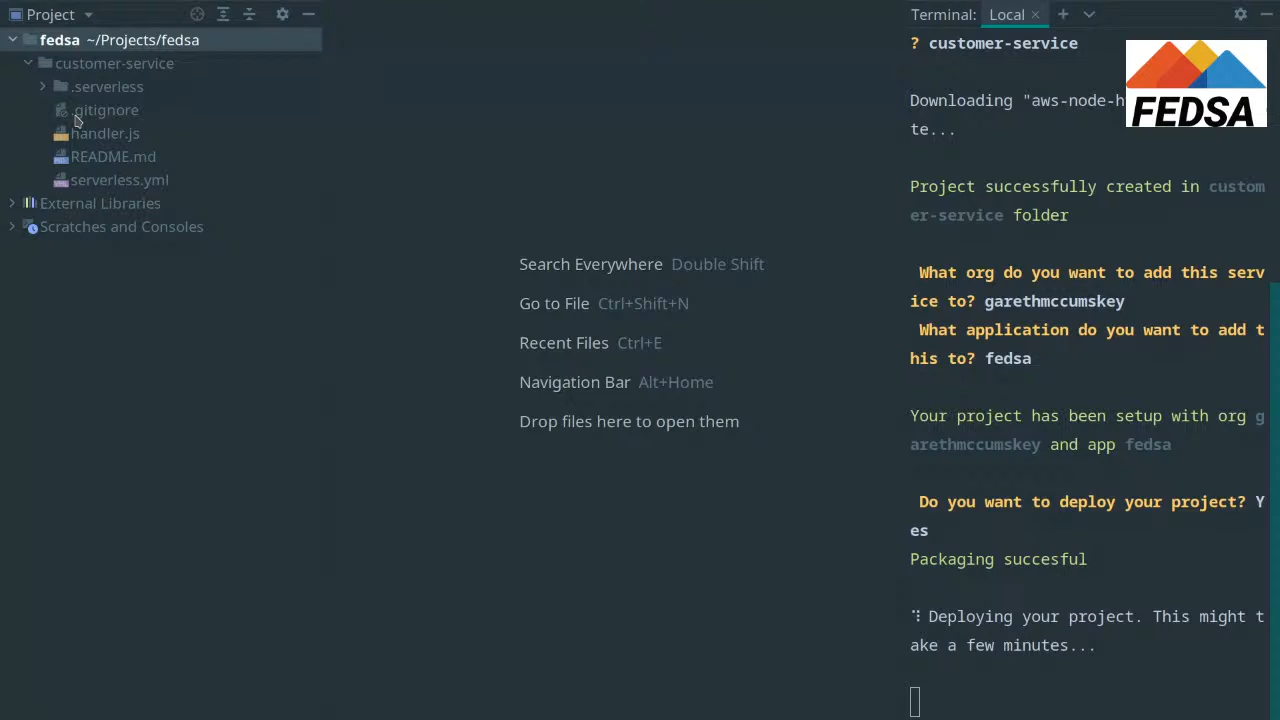 Project
fedsa ~/Projects/fedsa
customer-service
.serverless
.gitignore
handler.js
README.md
serverless.yml
External Libraries
Scratches and Consoles
Search Everywhere Double Shift
Go to File Ctrl+Shift+N
Recent Files Ctrl+E
Navigation Bar Alt+Home
Drop files here to open them
Terminal: Local
? customer-service
Downloading "aws-node-h
te...
Project successfully created in custom
er-service folder
What org do you want to add this serv
ice to? garethmccumskey
What application do you want to add t
his to? fedsa
Your project has been setup with org g
arethmccumskey and app fedsa
Do you want to deploy your project? Y
es
Packaging succesful
Deploying your project. This might t
ake a few minutes...
FEDSA